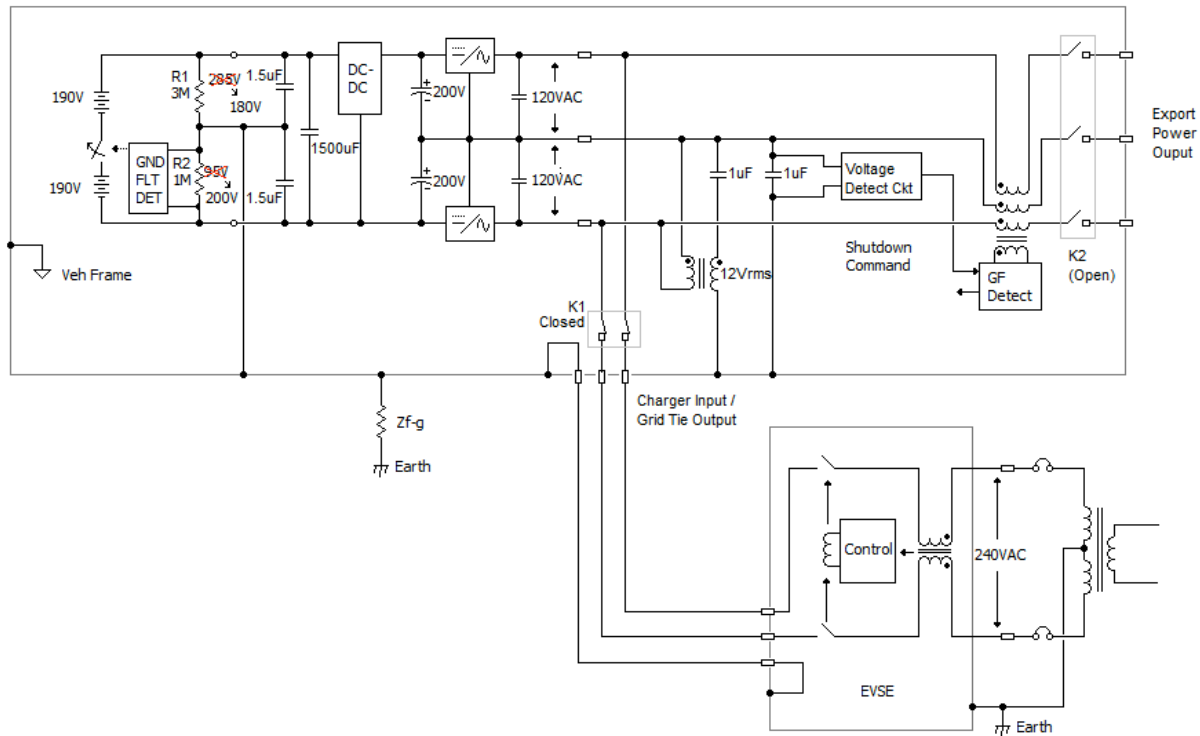 190V
R1
3M
285V
180V
1.5uF
DC-
DC
200V
120VAC
1500uF
190V
GND
FLT
DET
R2
1M
95V
200V
1.5uF
200V
120VAC
1uF
1uF
Voltage
Detect Ckt
Export
Power
Ouput
Veh Frame
12Vrms
Shutdown
Command
GF
Detect
K2
(Open)
K1
Closed
Charger Input /
Grid Tie Output
Zf-g
Earth
Control
240VAC
EVSE
Earth